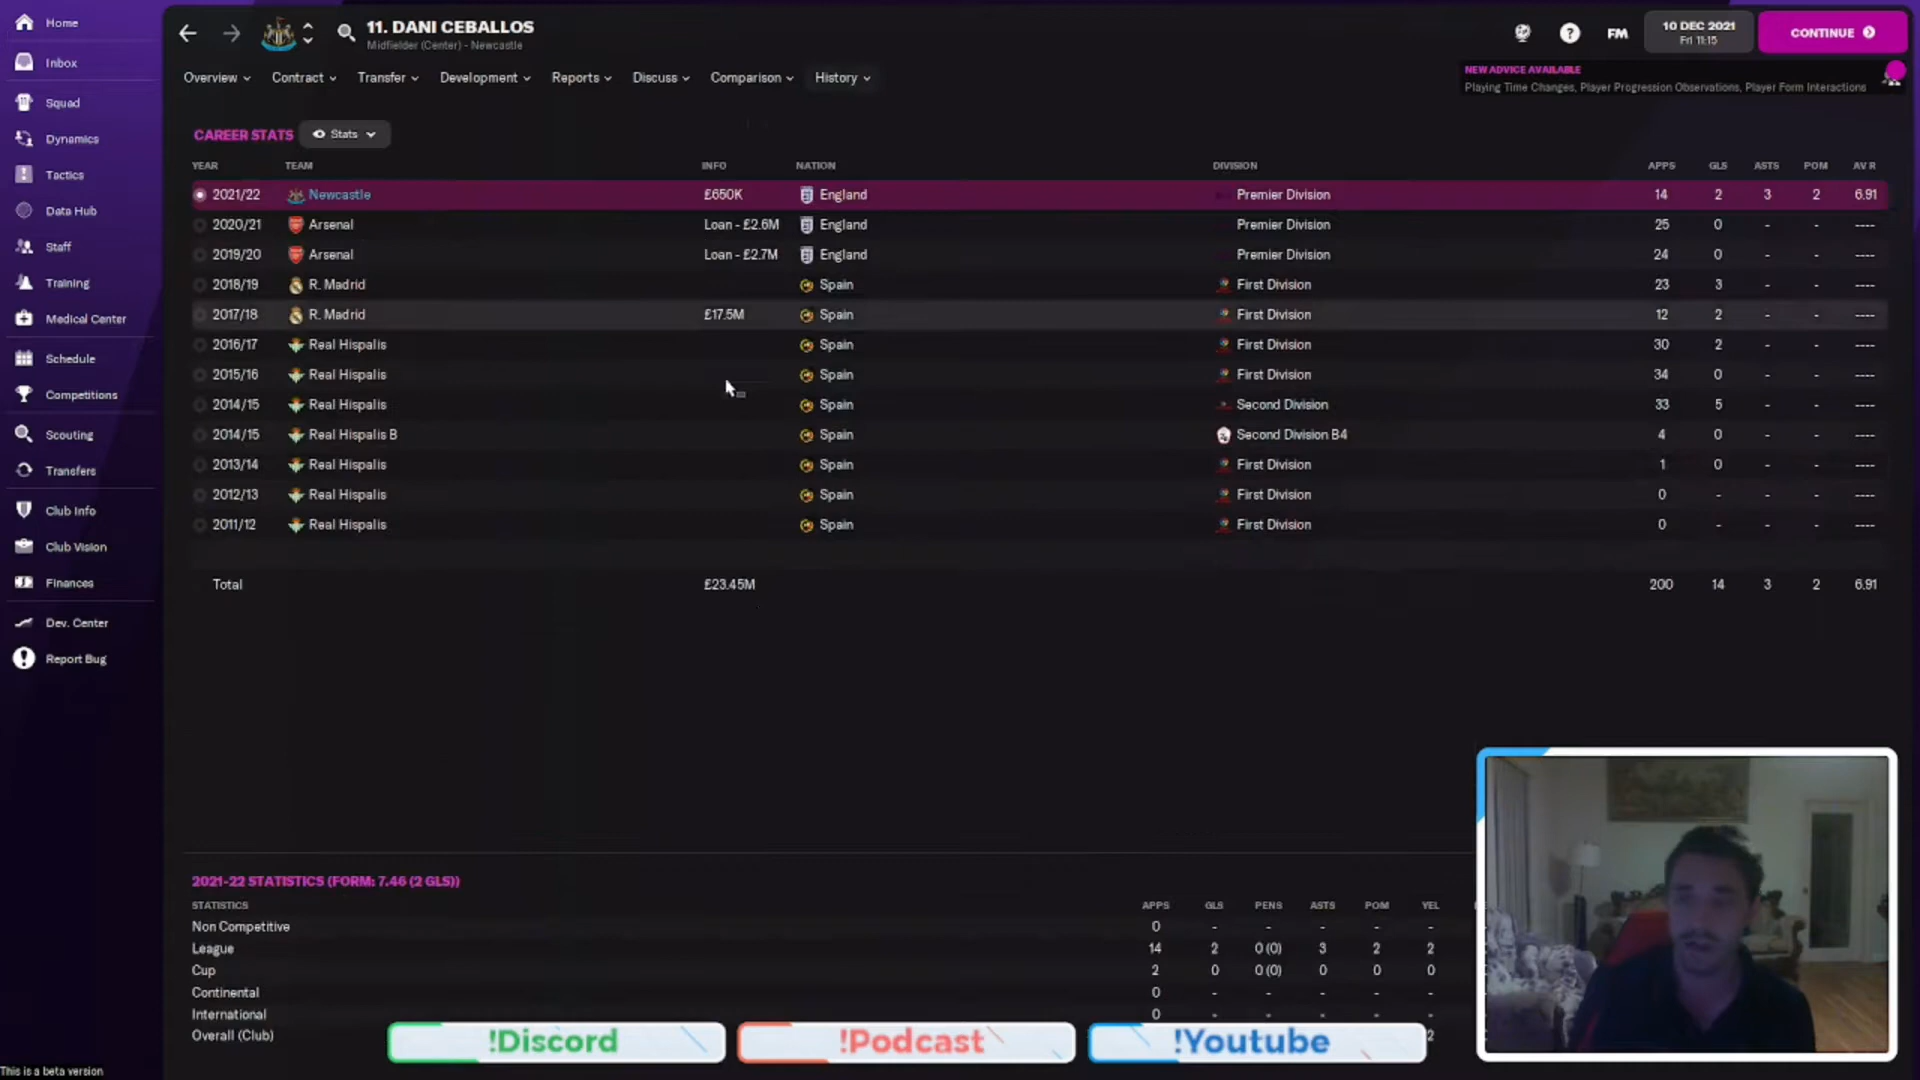 Home
Inbox
Squad
Dynamics
Tactics
Data Hub
Staff
Training
Medical Center
Schedule
Competitions
Scouting
Transfers
Club Info
Club Vision
Finances
Dev. Center
Report Bug
This is a beta version
11. DANI CEBALLOS
Midfielder (Center) - Newcastle
? FM 10 DEC 2021 CONTINUE
Fri 11:15
Overview Contract Transfer Development Reports Discuss Comparison History
NEW ADVICE AVAILABLE
Playing Time Changes, Player Progression Observations, Player Form Interactions
CAREER STATS Stats
YEAR TEAM INFO NATION DIVISION APPS GLS ASTS POM AV R
2021/22 Newcastle £650K England Premier Division 14 2 3 2 6.91
2020/21 Arsenal Loan - £2.6M England Premier Division 25 0 - - ----
2019/20 Arsenal Loan - £2.7M England Premier Division 24 0 - - ----
2018/19 R. Madrid Spain First Division 23 3 - - ----
2017/18 R. Madrid £17.5M Spain First Division 12 2 - - ----
2016/17 Real Hispalis Spain First Division 30 2 - - ----
2015/16 Real Hispalis Spain First Division 34 0 - - ----
2014/15 Real Hispalis Spain Second Division 33 5 - - ----
2014/15 Real Hispalis B Spain Second Division B4 4 0 - - ----
2013/14 Real Hispalis Spain First Division 1 0 - - ----
2012/13 Real Hispalis Spain First Division 0 - - - ----
2011/12 Real Hispalis Spain First Division 0 - - - ----
Total £23.45M 200 14 3 2 6.91
2021-22 STATISTICS (FORM: 7.46 (2 GLS))
STATISTICS APPS GLS PENS ASTS POM YEL
Non Competitive 0 - - - - -
League 14 2 0 (0) 3 2 2
Cup 2 0 0 (0) 0 0 0
Continental 0 - - - - -
International 0 - - - - -
Overall (Club) 2
!Discord !Podcast !Youtube